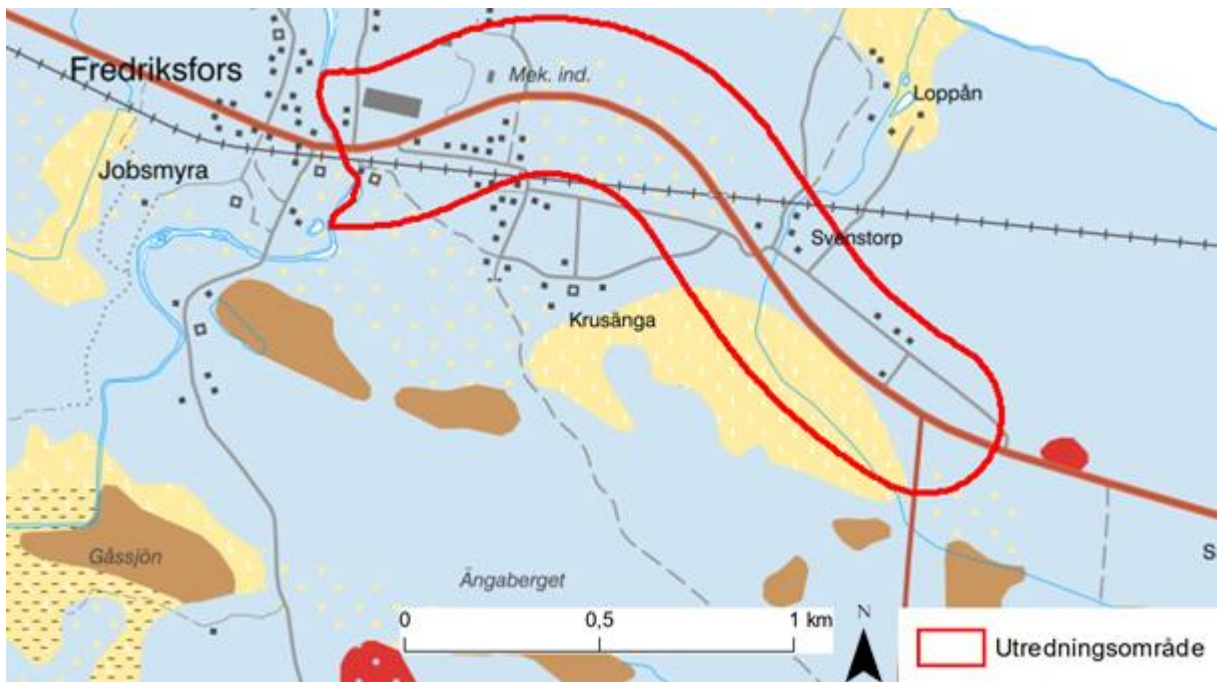 Fredriksfors
Mek. ind.
Loppån
Jobsmyra
Svenstorp
Krusänga
Gåssjön
Ängaberget
S
0 0,5 1 km
N
Utredningsområde